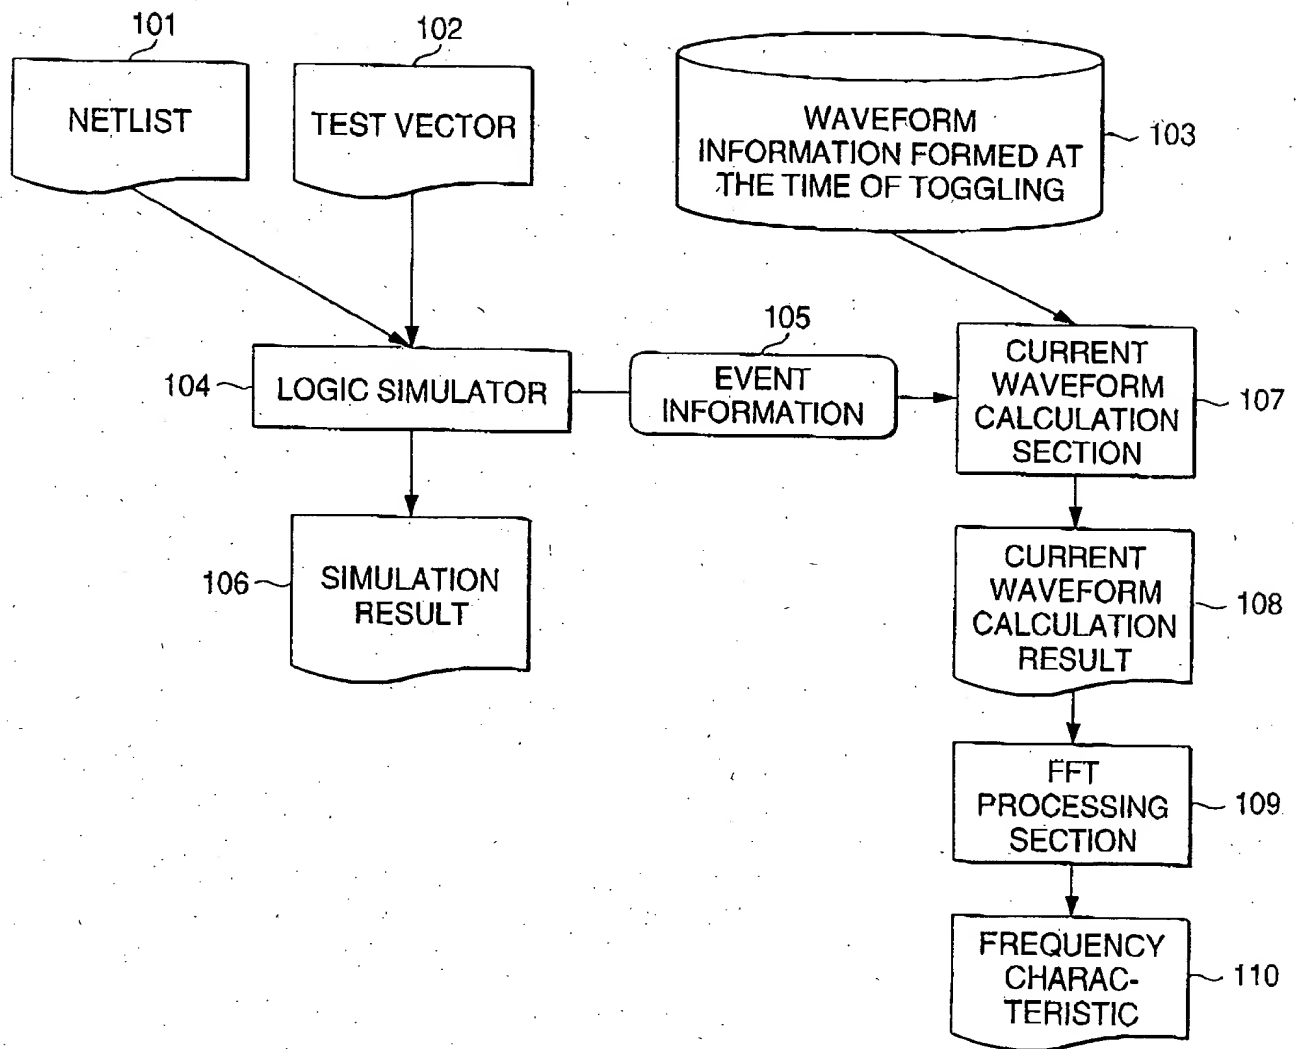 101
102
NETLIST
TEST VECTOR
WAVEFORM
INFORMATION FORMED AT
THE TIME OF TOGGLING
103
104
LOGIC SIMULATOR
105
EVENT
INFORMATION
CURRENT
WAVEFORM
CALCULATION
SECTION
107
106
SIMULATION
RESULT
CURRENT
WAVEFORM
CALCULATION
RESULT
108
FFT
PROCESSING
SECTION
109
FREQUENCY
CHARAC-
TERISTIC
110